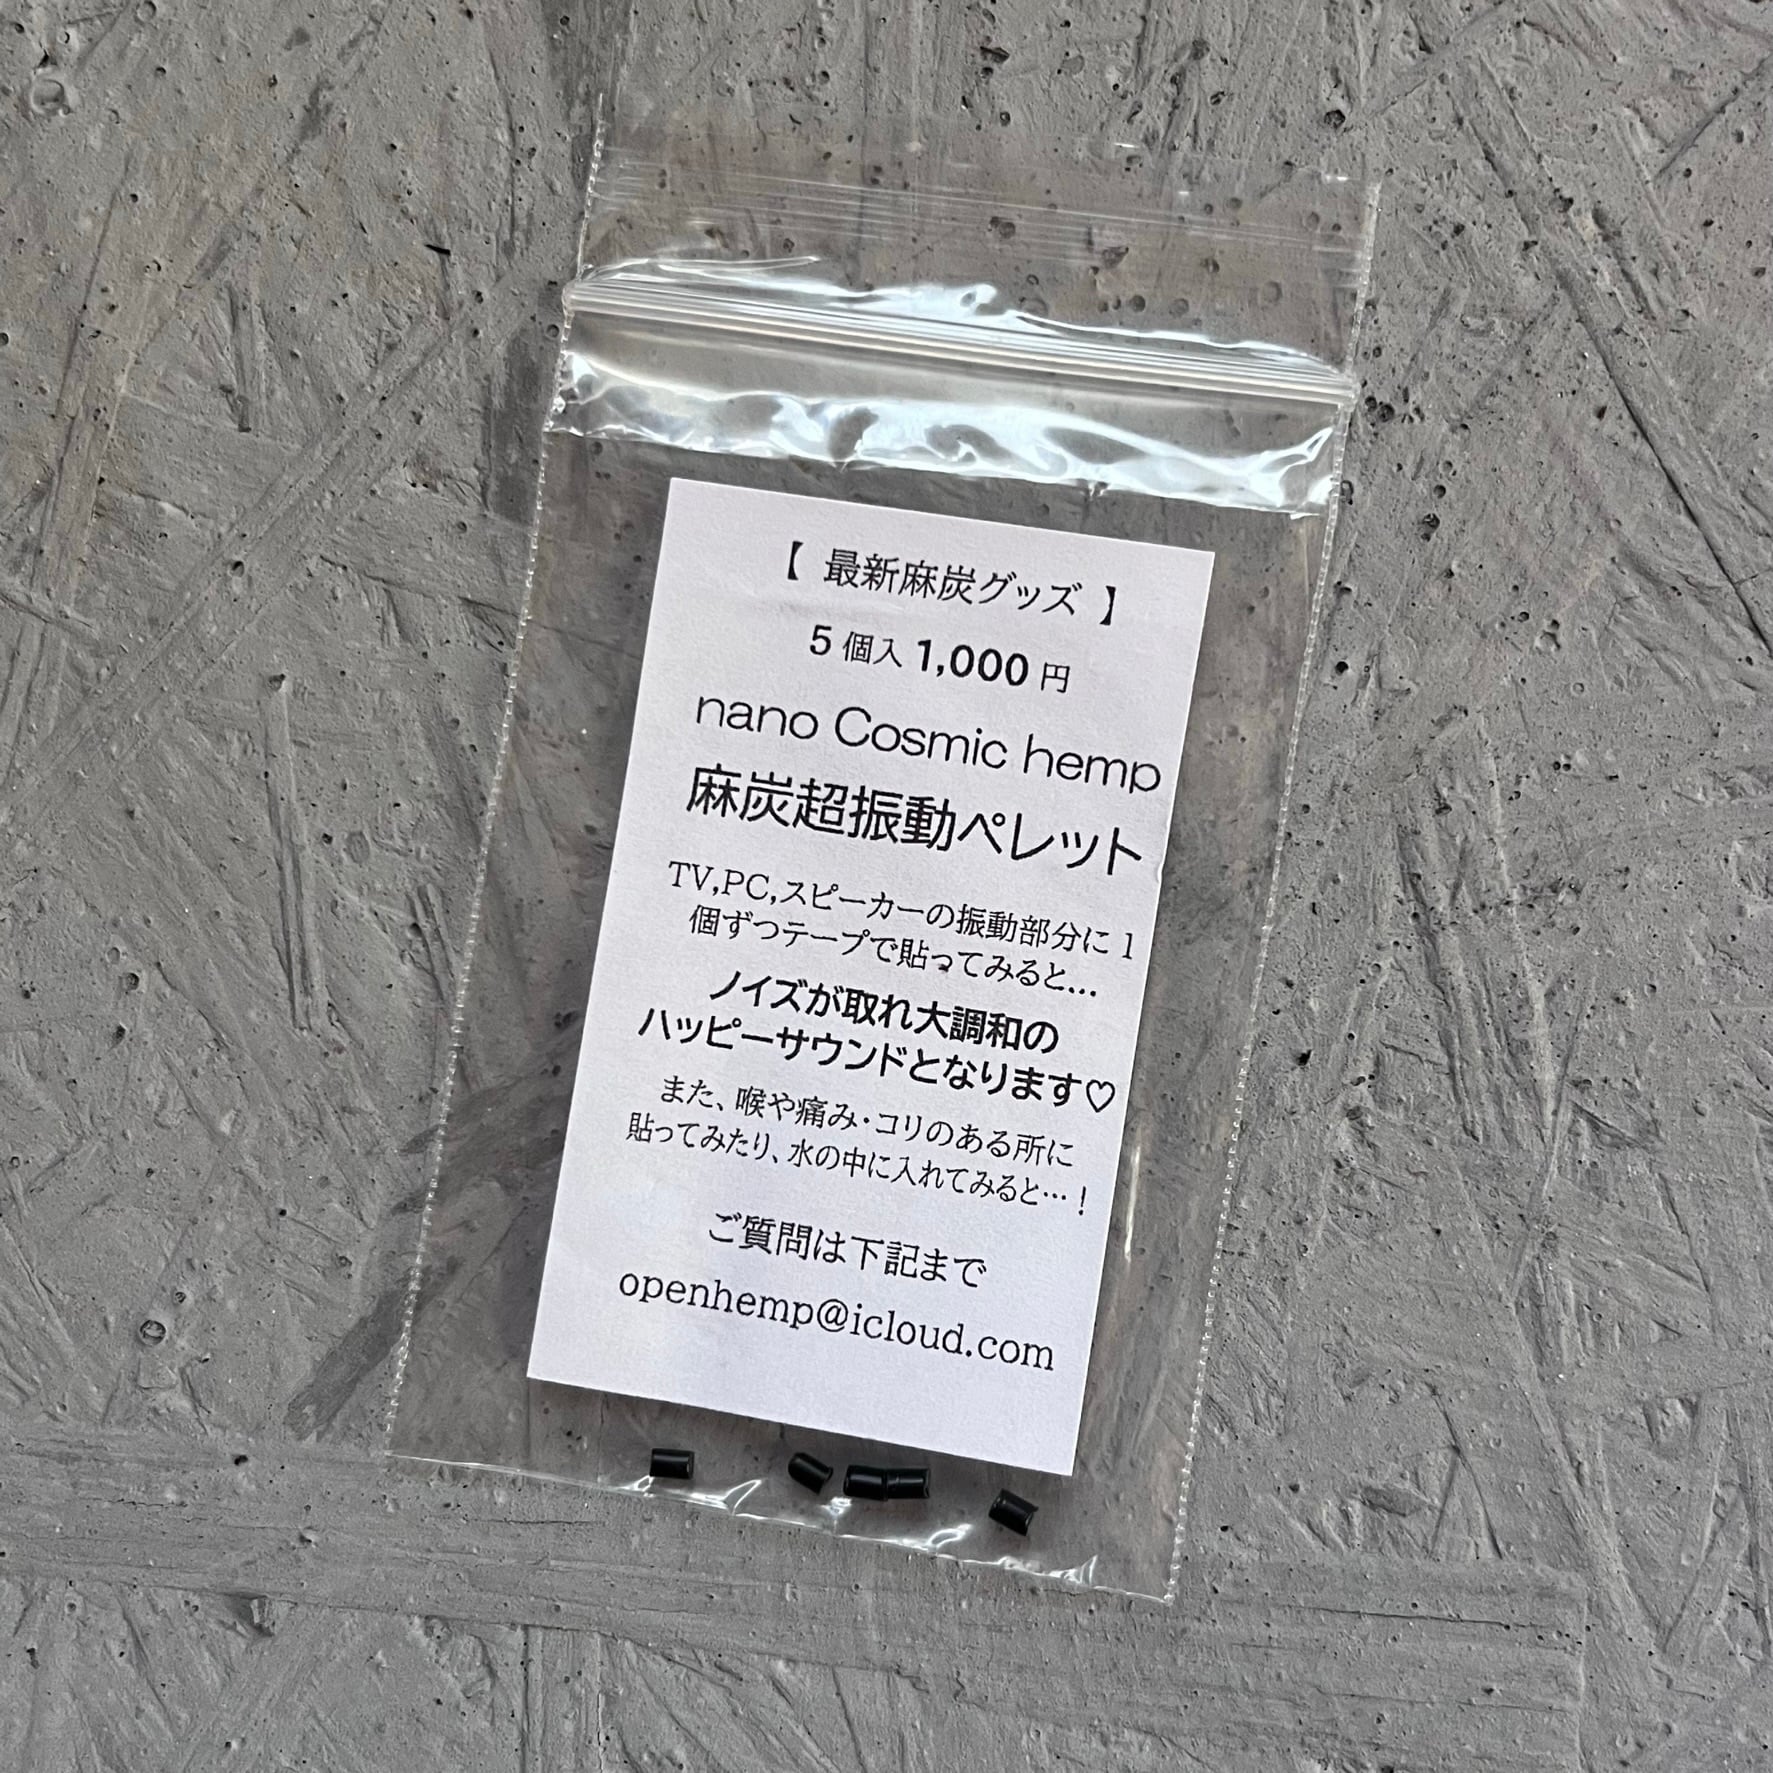 【 最新麻炭グッズ 】
5 個入 1,000 円
nano Cosmic hemp
麻炭超振動ペレット
TV,PC,スピーカーの振動部分に 1
個ずつテープで貼ってみると...
ノイズが取れ大調和の
ハッピーサウンドとなります♡
また、喉や痛み・コリのある所に
貼ってみたり、水の中に入れてみると…！
ご質問は下記まで
openhemp@icloud.com